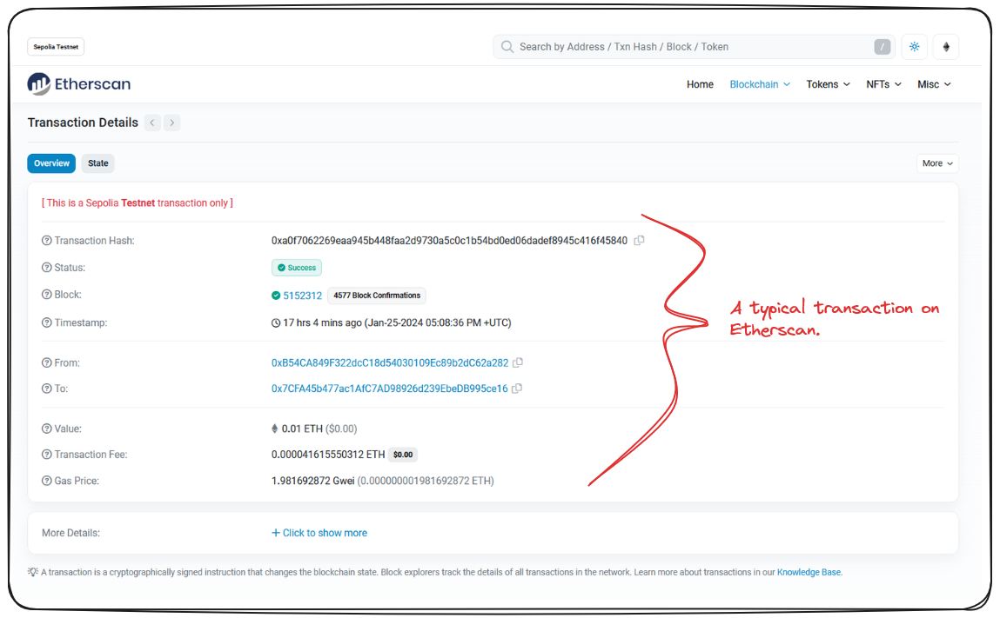 Sepolia Testnet
Search by Address / Txn Hash / Block / Token
/
Etherscan
Home Blockchain Tokens NFTs Misc
Transaction Details
Overview State More
[ This is a Sepolia Testnet transaction only ]
Transaction Hash: 0xa0f7062269eaa945b448faa2d9730a5c0c1b54bd0ed06dadef8945c416f45840
Status: Success
Block: 5152312 4577 Block Confirmations
Timestamp: 17 hrs 4 mins ago (Jan-25-2024 05:08:36 PM +UTC)
From: 0xB54CA849F322dcC18d54030109Ec89b2dC62a282
To: 0x7CFA45b477ac1AfC7AD98926d239EbeDB995ce16
Value: 0.01 ETH ($0.00)
Transaction Fee: 0.000041615550312 ETH $0.00
Gas Price: 1.981692872 Gwei (0.000000001981692872 ETH)
A typical transaction on
Etherscan.
More Details: + Click to show more
A transaction is a cryptographically signed instruction that changes the blockchain state. Block explorers track the details of all transactions in the network. Learn more about transactions in our Knowledge Base.